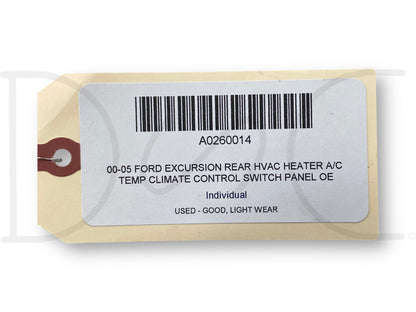 A0260014
00-05 FORD EXCURSION REAR HVAC HEATER A/C
TEMP CLIMATE CONTROL SWITCH PANEL OE
Individual
USED - GOOD, LIGHT WEAR